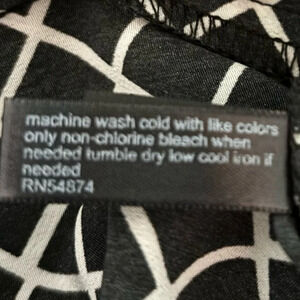 machine wash cold with like colors
only non-chlorine bleach when
needed tumble dry low cool iron if
needed
RN54874